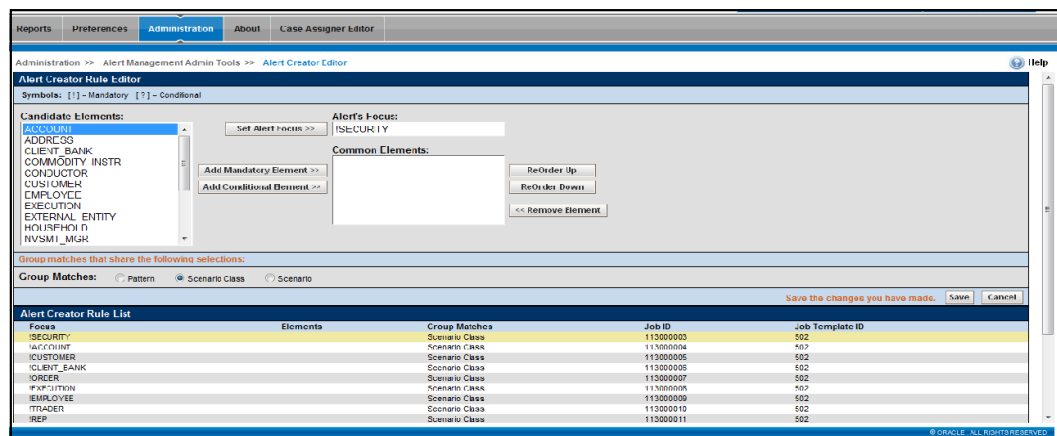 Reports Preferences Administration About Case Assigner Editor
Administration >> Alert Management Admin Tools >> Alert Creator Editor
Help
Alert Creator Rule Editor
Symbols: [!] - Mandatory [?] - Conditional
Candidate Elements:
ACCOUNT
ADDRESS
CLIENT_BANK
COMMODITY_INSTR
CONDUCTOR
CUSTOMER
EMPLOYEE
EXECUTION
EXTERNAL_ENTITY
HOUSEHOLD
NVSMT_MGR
Set Alert Focus >>
Alert's Focus:
!SECURITY
Common Elements:
Add Mandatory Element >>
Add Conditional Element >>
ReOrder Up
ReOrder Down
<< Remove Element
Group matches that share the following selections:
Group Matches: Pattern Scenario Class Scenario
Save the changes you have made. Save Cancel
Alert Creator Rule List
Focus Elements Group Matches Job ID Job Template ID
!SECURITY Scenario Class 113000003 502
!ACCOUNT Scenario Class 113000004 502
!CUSTOMER Scenario Class 113000005 502
!CLIENT_BANK Scenario Class 113000006 502
!ORDER Scenario Class 113000007 502
!EXECUTION Scenario Class 113000008 502
!EMPLOYEE Scenario Class 113000009 502
!TRADER Scenario Class 113000010 502
!REP Scenario Class 113000011 502
© ORACLE . ALL RIGHTS RESERVED